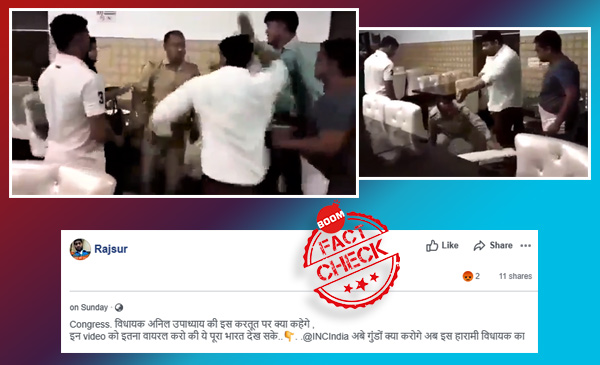 BOOM
FACT
CHECK
Rajsur
Like Share
2 11 shares
on Sunday ·
Congress. विधायक अनिल उपाध्याय की इस करतूत पर क्या कहेगे ,
इन video को इतना वायरल करो की ये पूरा भारत देख सके..👇. .@INCIndia अबे गुंडों क्या करोगे अब इस हारामी विधायक का